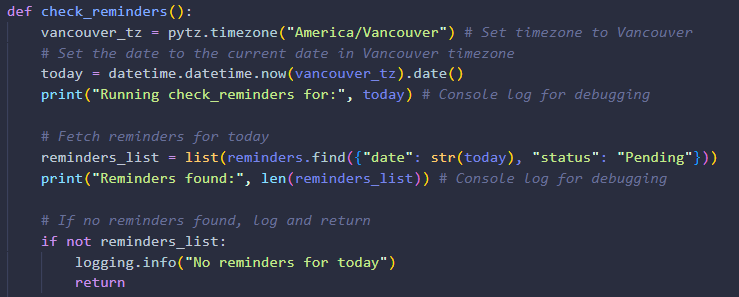 def check_reminders():
    vancouver_tz = pytz.timezone("America/Vancouver") # Set timezone to Vancouver
    # Set the date to the current date in Vancouver timezone
    today = datetime.datetime.now(vancouver_tz).date()
    print("Running check_reminders for:", today) # Console log for debugging

    # Fetch reminders for today
    reminders_list = list(reminders.find({"date": str(today), "status": "Pending"}))
    print("Reminders found:", len(reminders_list)) # Console log for debugging

    # If no reminders found, log and return
    if not reminders_list:
        logging.info("No reminders for today")
        return